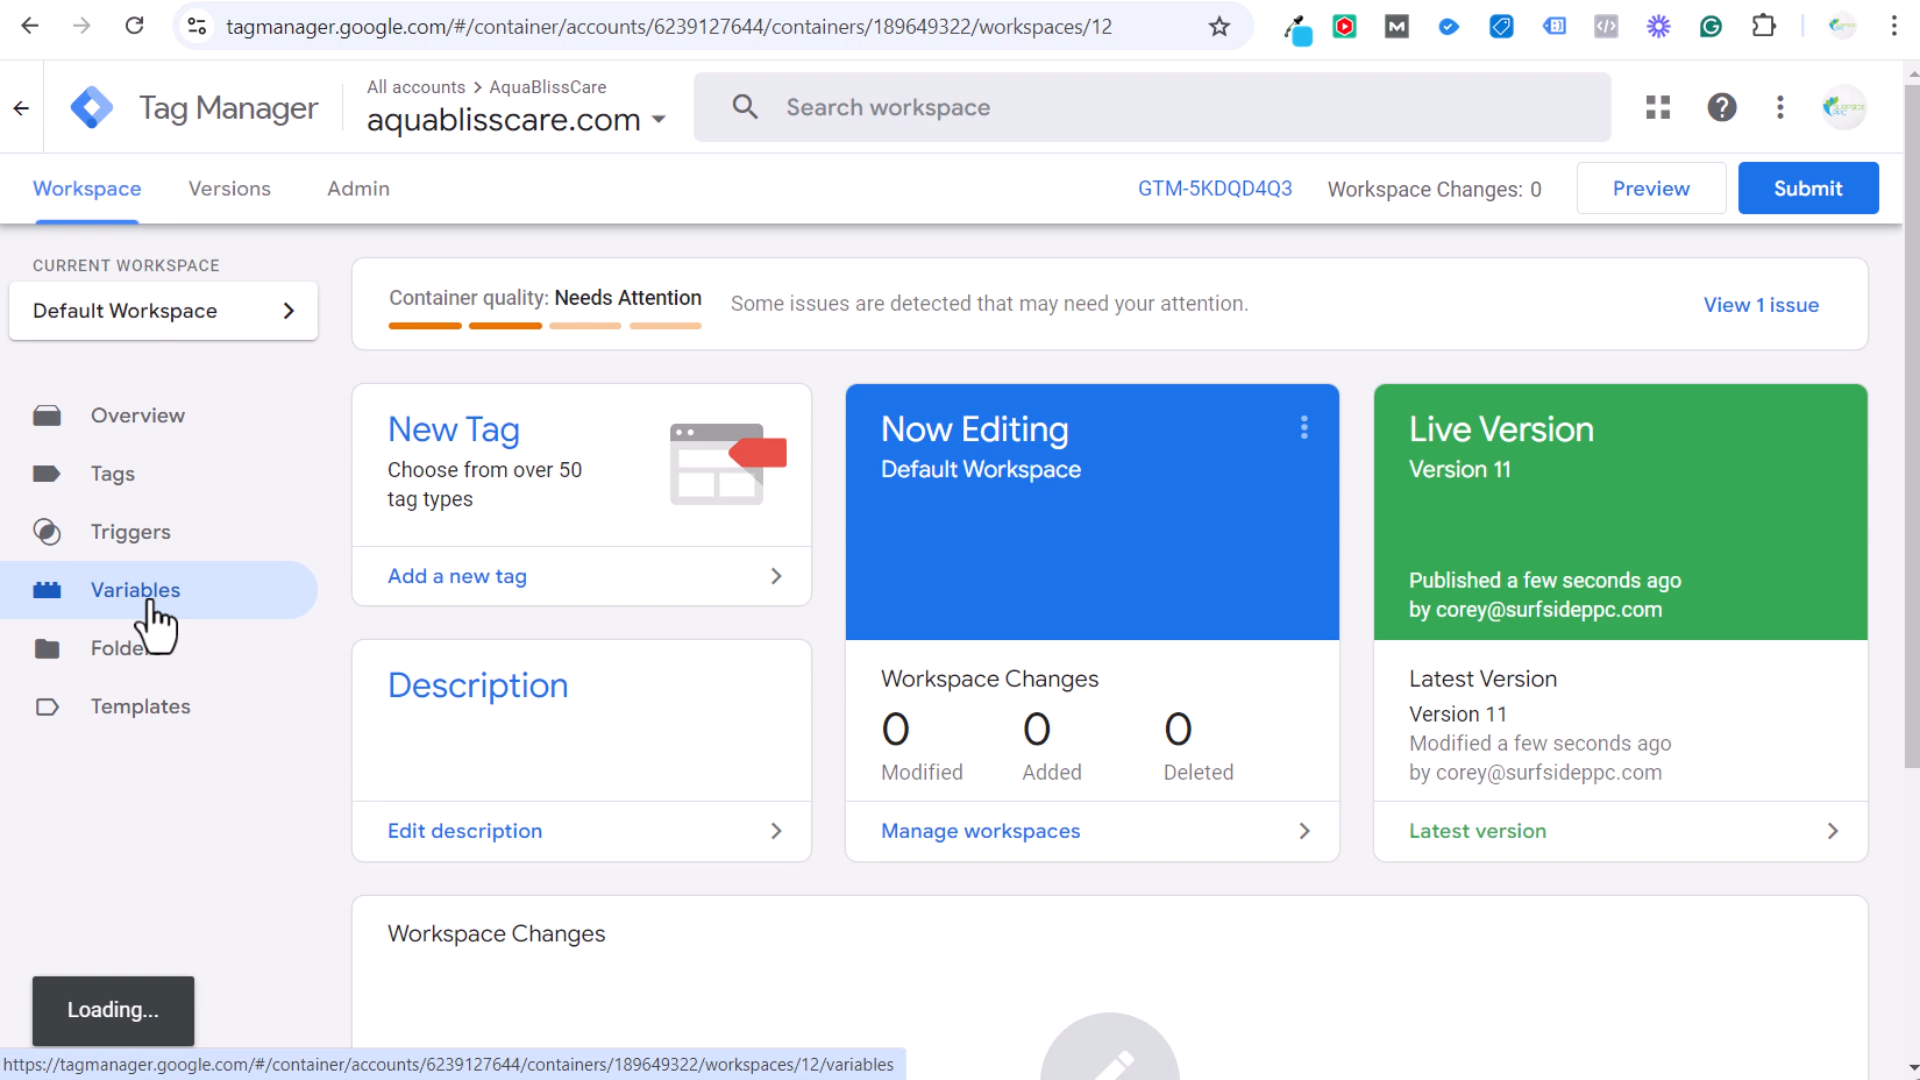 tagmanager.google.com/#/container/accounts/6239127644/containers/189649322/workspaces/12
Tag Manager
All accounts > AquaBlissCare
aquablisscare.com
Search workspace
Workspace
Versions
Admin
GTM-5KDQD4Q3
Workspace Changes: 0
Preview
Submit
CURRENT WORKSPACE
Default Workspace
Container quality: Needs Attention
Some issues are detected that may need your attention.
View 1 issue
Overview
Tags
Triggers
Variables
Folde
Templates
New Tag
Choose from over 50
tag types
Add a new tag
Description
Edit description
Now Editing
Default Workspace
Workspace Changes
0 0 0
Modified Added Deleted
Manage workspaces
Live Version
Version 11
Published a few seconds ago
by corey@surfsideppc.com
Latest Version
Version 11
Modified a few seconds ago
by corey@surfsideppc.com
Latest version
Workspace Changes
Loading...
https://tagmanager.google.com/#/container/accounts/6239127644/containers/189649322/workspaces/12/variables